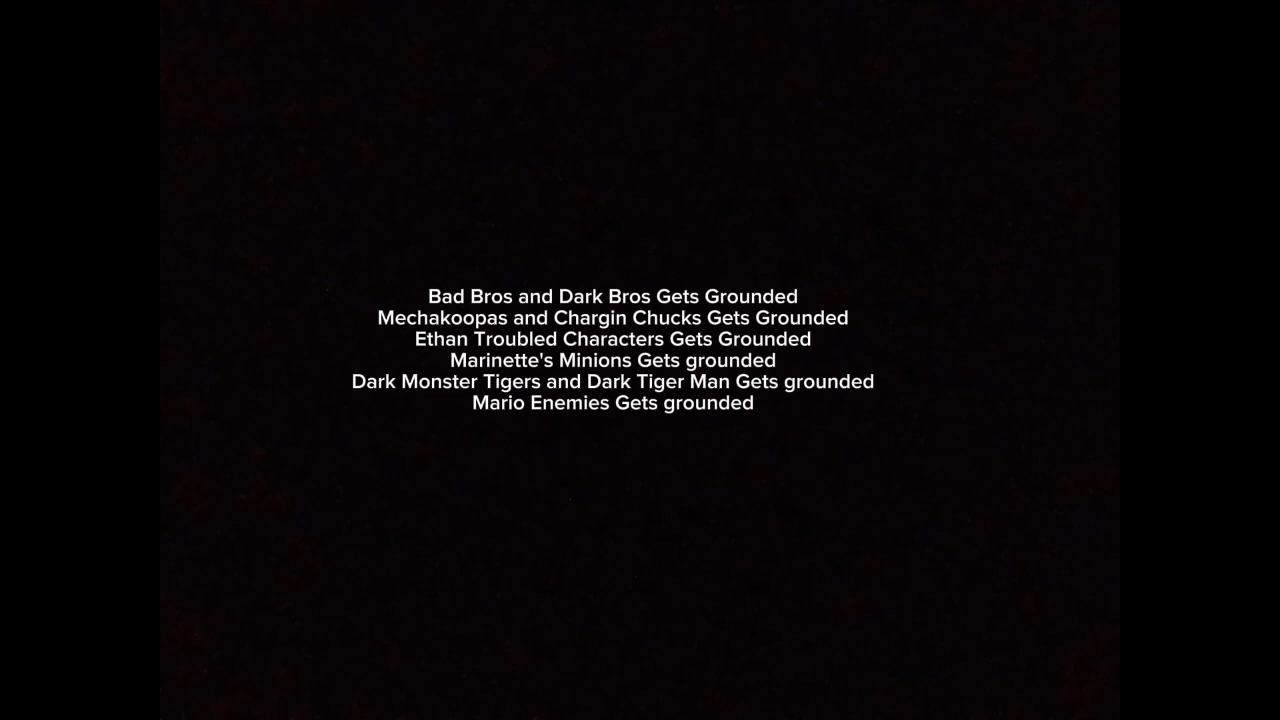 Bad Bros and Dark Bros Gets Grounded
Mechakoopas and Chargin Chucks Gets Grounded
Ethan Troubled Characters Gets Grounded
Marinette's Minions Gets grounded
Dark Monster Tigers and Dark Tiger Man Gets grounded
Mario Enemies Gets grounded